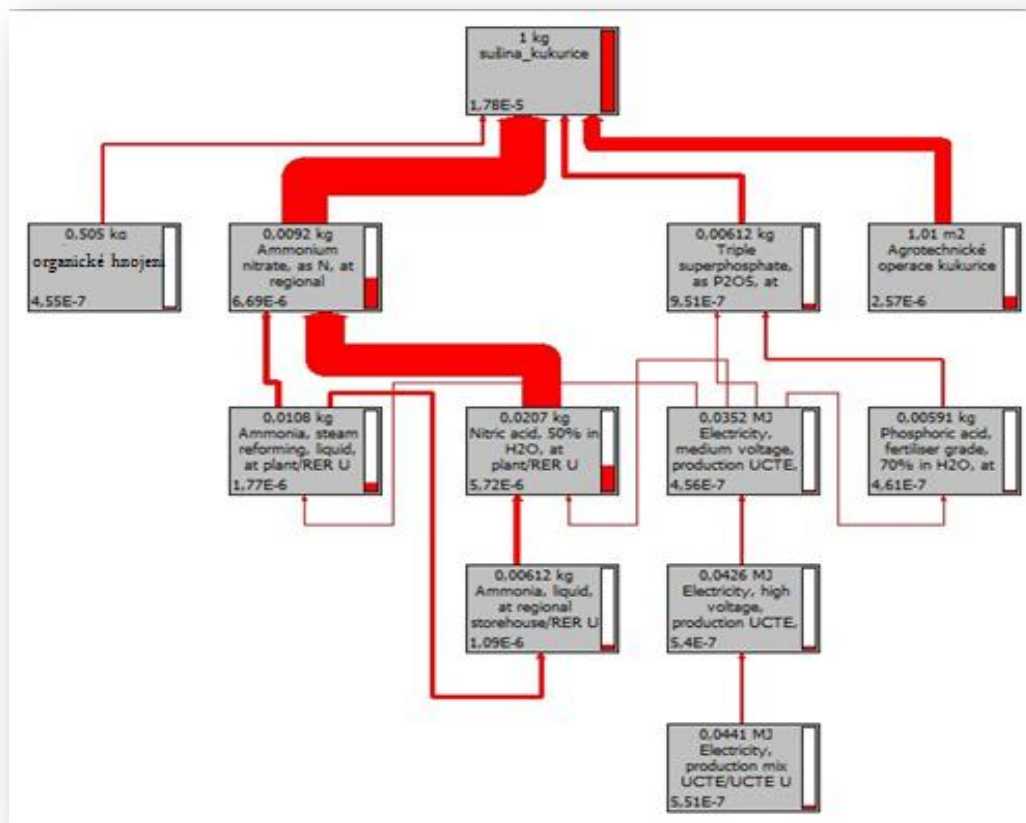 1 kg
sušina_kukurice
1,78E-5
0,505 kg
organické hnojení
4,55E-7
0,0092 kg
Ammonium
nitrate, as N, at
regional
6,69E-6
0,00612 kg
Triple
superphosphate,
as P2O5, at
9,51E-7
1,01 m2
Agrotechnické
operace kukurice
2,57E-6
0,0108 kg
Ammonia, steam
reforming, liquid,
at plant/RER U
1,77E-6
0,0207 kg
Nitric acid, 50% in
H2O, at
plant/RER U
5,72E-6
0,0352 MJ
Electricity,
medium voltage,
production UCTE,
4,56E-7
0,00591 kg
Phosphoric acid,
fertiliser grade,
70% in H2O, at
4,61E-7
0,00612 kg
Ammonia, liquid,
at regional
storehouse/RER U
1,09E-6
0,0426 MJ
Electricity, high
voltage,
production UCTE,
5,4E-7
0,0441 MJ
Electricity,
production mix
UCTE/UCTE U
5,51E-7